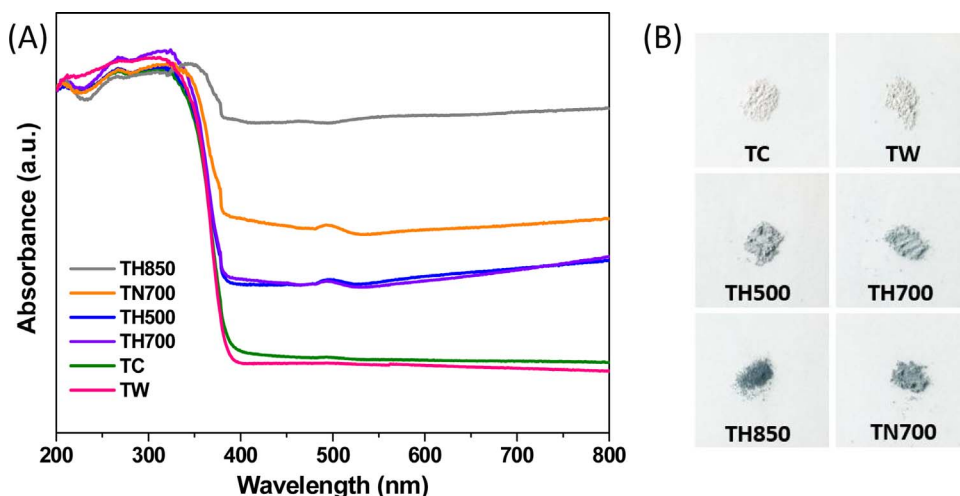 (A)
Absorbance (a.u.)
TH850
TN700
TH500
TH700
TC
TW
200 300 400 500 600 700 800
Wavelength (nm)
(B)
TC TW
TH500 TH700
TH850 TN700